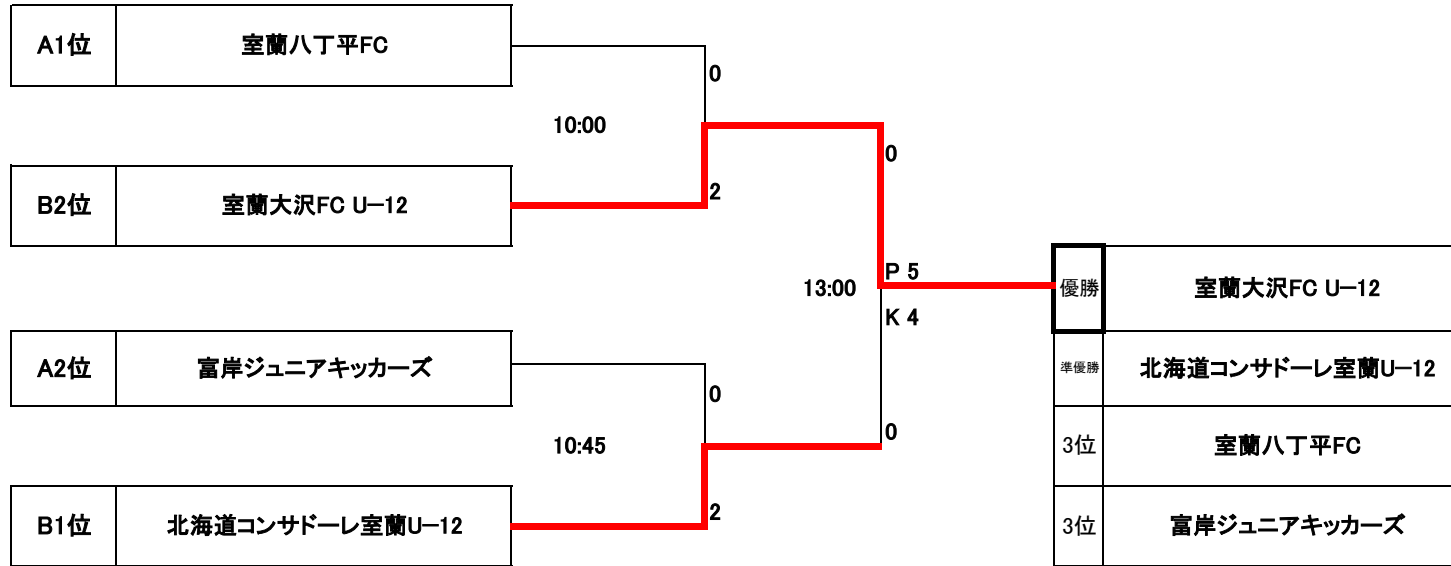 A1位 室蘭八丁平FC
0
10:00
0
B2位 室蘭大沢FC U-12
2
P 5
13:00
優勝 室蘭大沢FC U-12
K 4
A2位 富岸ジュニアキッカーズ
準優勝 北海道コンサドーレ室蘭U-12
0
10:45
0
3位 室蘭八丁平FC
B1位 北海道コンサドーレ室蘭U-12
2
3位 富岸ジュニアキッカーズ